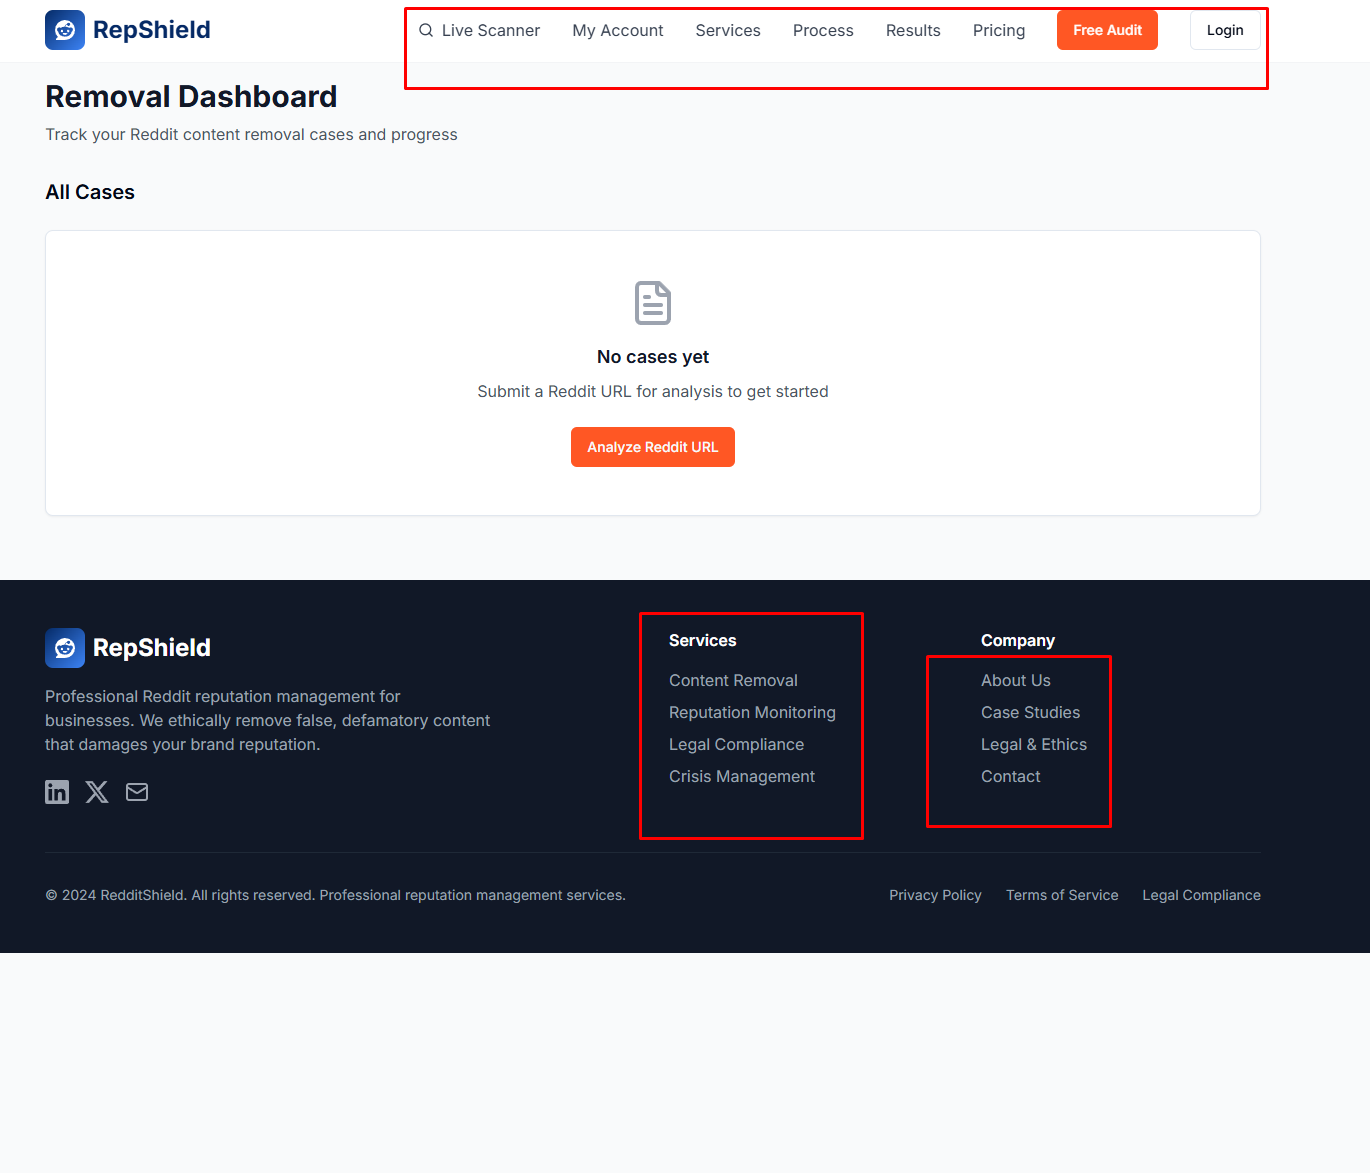 RepShield
Live Scanner My Account Services Process Results Pricing Free Audit Login
Removal Dashboard
Track your Reddit content removal cases and progress
All Cases
No cases yet
Submit a Reddit URL for analysis to get started
Analyze Reddit URL
RepShield
Professional Reddit reputation management for
businesses. We ethically remove false, defamatory content
that damages your brand reputation.
Services
Content Removal
Reputation Monitoring
Legal Compliance
Crisis Management
Company
About Us
Case Studies
Legal & Ethics
Contact
© 2024 RedditShield. All rights reserved. Professional reputation management services.
Privacy Policy Terms of Service Legal Compliance